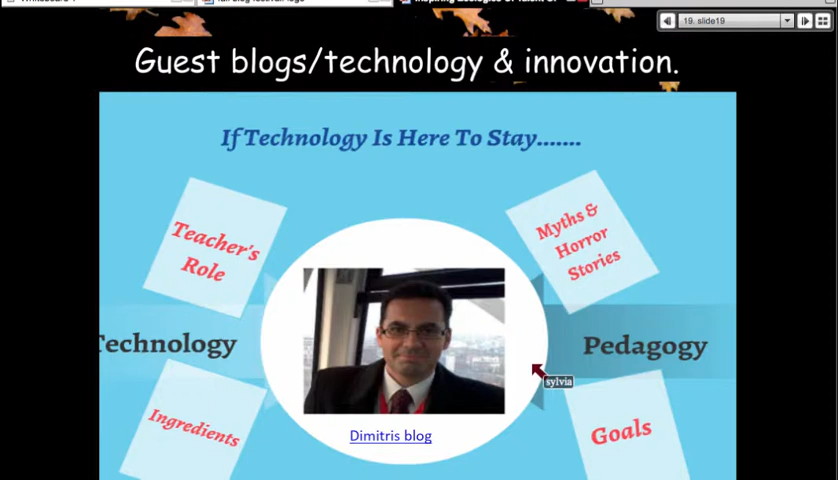 19. slide19
Guest blogs/technology & innovation.
If Technology Is Here To Stay.......
Teacher's
Role
Myths &
Horror
Stories
Technology
Pedagogy
sylvia
Ingredients
Dimitris blog
Goals